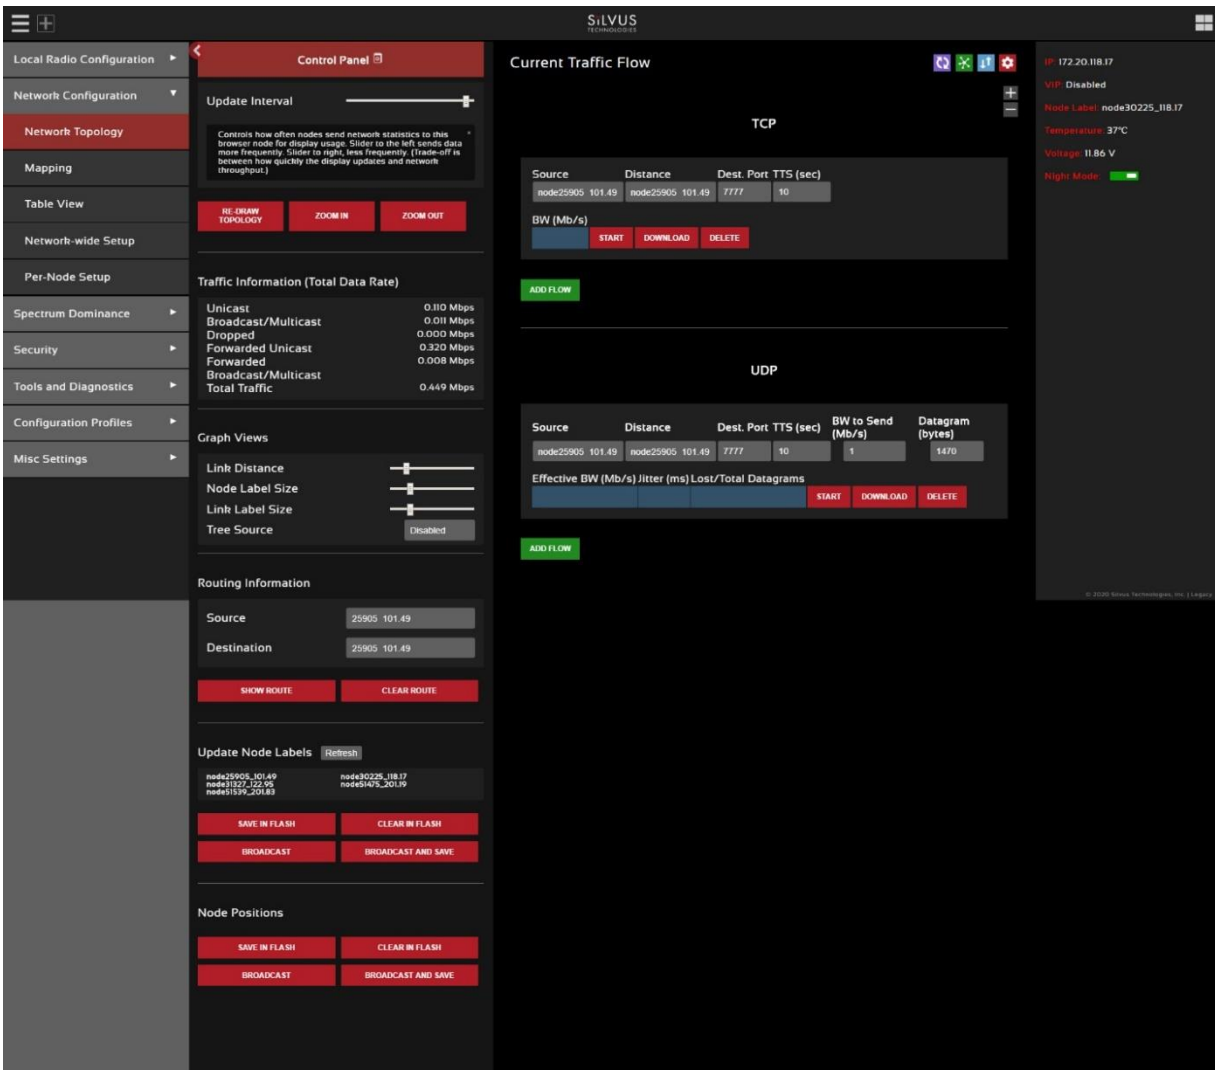 SiLVUS
TECHNOLOGIES
Local Radio Configuration
Network Configuration
Network Topology
Mapping
Table View
Network-wide Setup
Per-Node Setup
Spectrum Dominance
Security
Tools and Diagnostics
Configuration Profiles
Misc Settings
Control Panel
Update Interval
Controls how often nodes send network statistics to this
browser node for display usage. Slider to the left sends data
more frequently. Slider to right, less frequently. (Trade-off is
between how quickly the display updates and network
throughput.)
RE-DRAW
TOPOLOGY
ZOOM IN
ZOOM OUT
Traffic Information (Total Data Rate)
Unicast 0.110 Mbps
Broadcast/Multicast 0.011 Mbps
Dropped 0.000 Mbps
Forwarded Unicast 0.320 Mbps
Forwarded 0.008 Mbps
Broadcast/Multicast
Total Traffic 0.449 Mbps
Graph Views
Link Distance
Node Label Size
Link Label Size
Tree Source Disabled
Routing Information
Source 25905 101.49
Destination 25905 101.49
SHOW ROUTE CLEAR ROUTE
Update Node Labels Refresh
node25905_101.49 node30225_118.17
node31327_122.95 node51475_201.19
node51539_201.83
SAVE IN FLASH CLEAR IN FLASH
BROADCAST BROADCAST AND SAVE
Node Positions
SAVE IN FLASH CLEAR IN FLASH
BROADCAST BROADCAST AND SAVE
Current Traffic Flow
TCP
Source Distance Dest. Port TTS (sec)
node25905 101.49 node25905 101.49 7777 10
BW (Mb/s)
START DOWNLOAD DELETE
ADD FLOW
UDP
Source Distance Dest. Port TTS (sec) BW to Send (Mb/s) Datagram (bytes)
node25905 101.49 node25905 101.49 7777 10 1 1470
Effective BW (Mb/s) Jitter (ms) Lost/Total Datagrams
START DOWNLOAD DELETE
ADD FLOW
IP: 172.20.118.17
VIP: Disabled
Node Label: node30225_118.17
Temperature: 37°C
Voltage: 11.86 V
Night Mode:
© 2020 Silvus Technologies, Inc. | Legacy